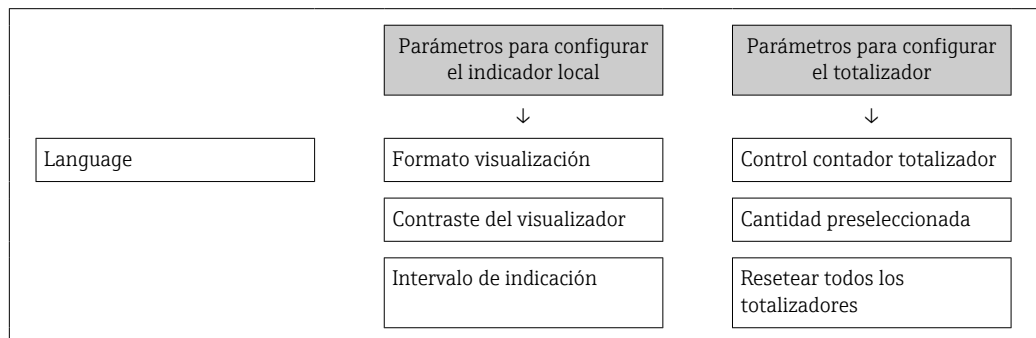 Parámetros para configurar
el indicador local
Parámetros para configurar
el totalizador
↓
↓
Language
Formato visualización
Control contador totalizador
Contraste del visualizador
Cantidad preseleccionada
Intervalo de indicación
Resetear todos los
totalizadores